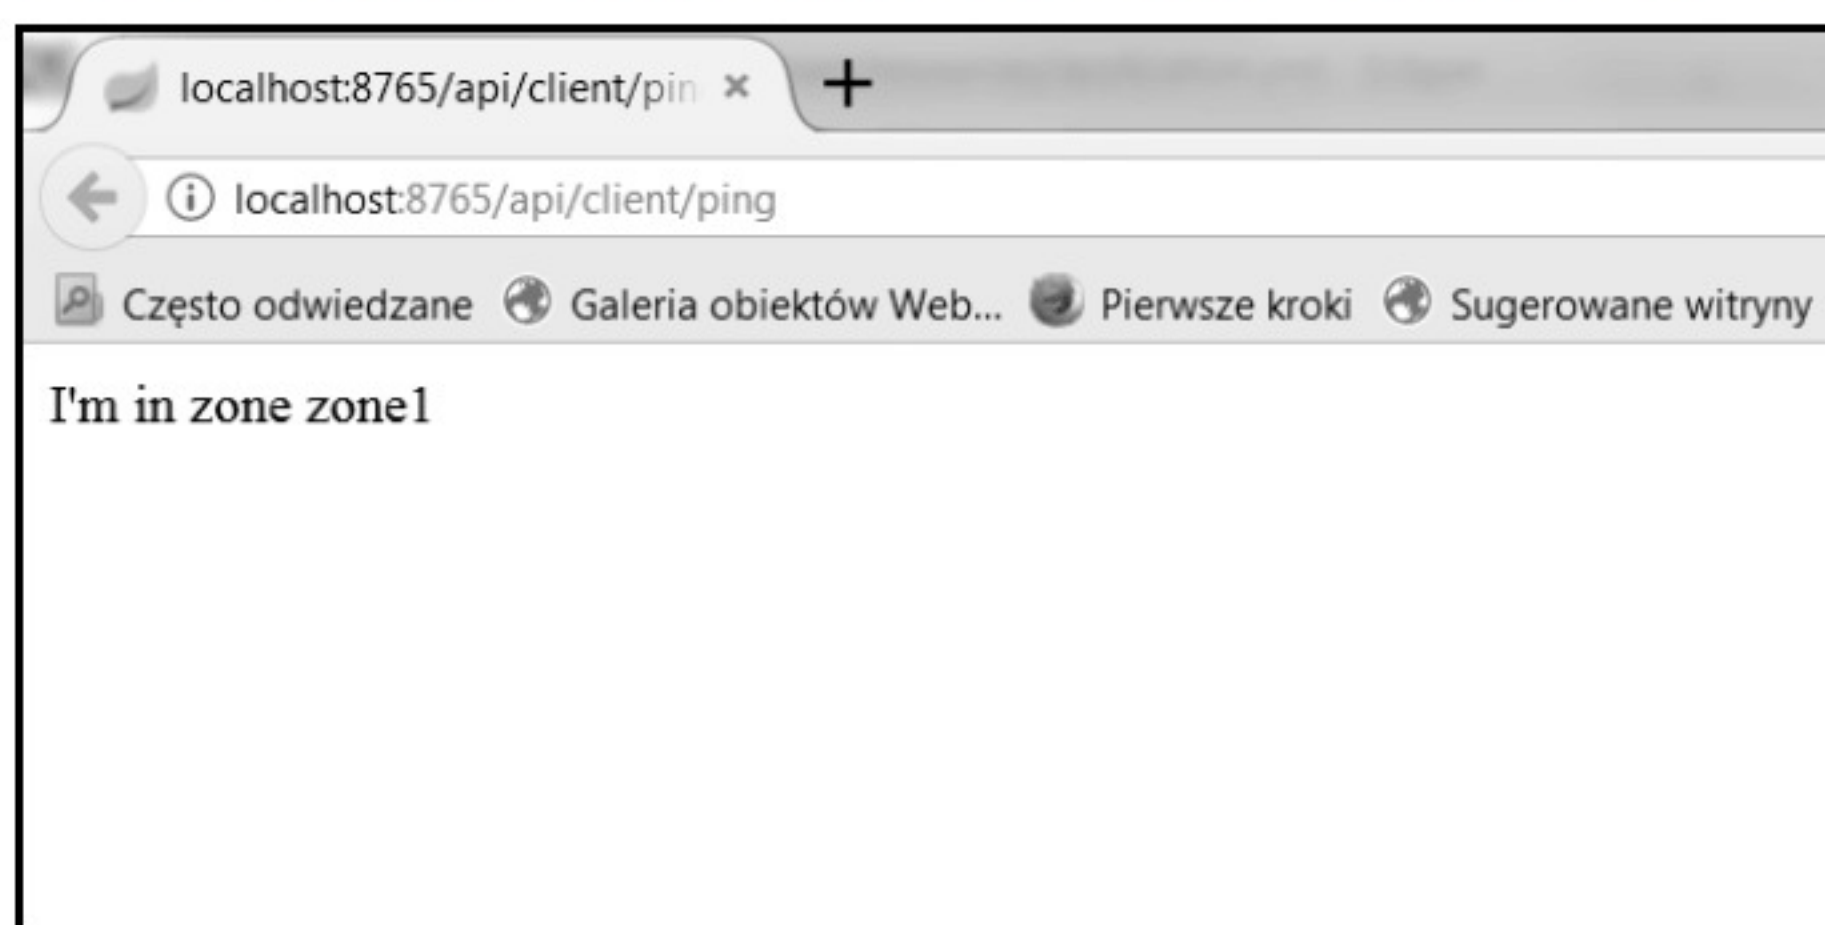 localhost:8765/api/client/pin
localhost:8765/api/client/ping
Często odwiedzane Galeria obiektów Web... Pierwsze kroki Sugerowane witryny
I'm in zone zone1